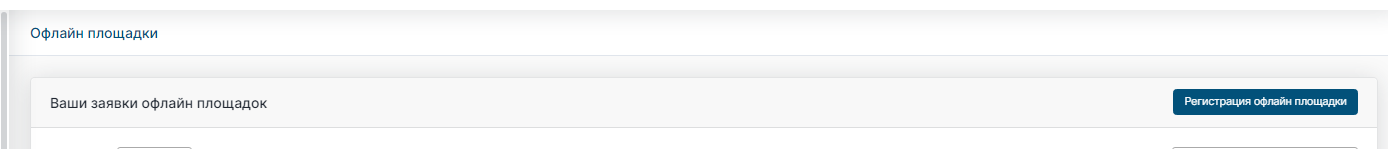 Офлайн площадки
Ваши заявки офлайн площадок
Регистрация офлайн площадки